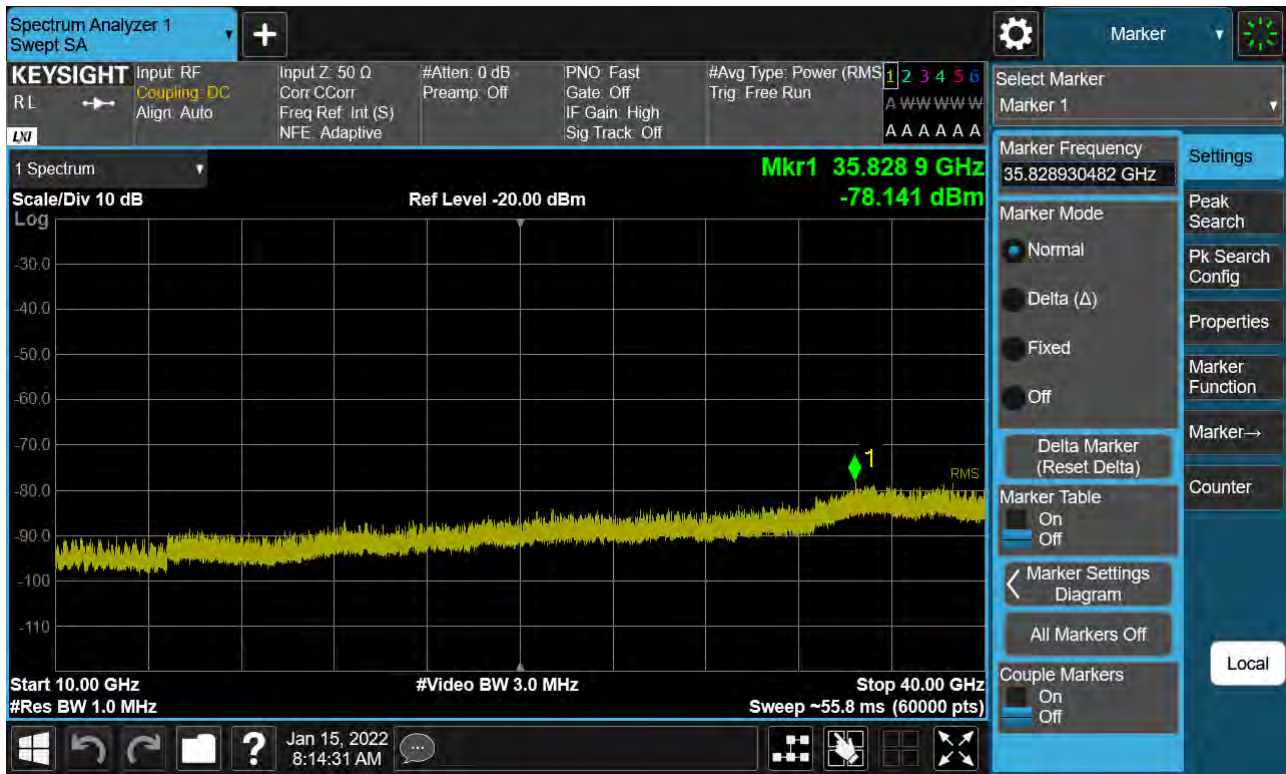 Spectrum Analyzer 1
Swept SA
+
Marker
KEYSIGHT
RL
LXI
Input: RF
Coupling: DC
Align: Auto
Input Z: 50 Ω
Corr CCorr
Freq Ref: Int (S)
NFE: Adaptive
#Atten: 0 dB
Preamp: Off
PNO: Fast
Gate: Off
IF Gain: High
Sig Track: Off
#Avg Type: Power (RMS
Trig: Free Run
1 2 3 4 5 6
A W W W W W
A A A A A A
1 Spectrum
Scale/Div 10 dB
Log
Ref Level -20.00 dBm
Mkr1 35.828 9 GHz
-78.141 dBm
-30.0
-40.0
-50.0
-60.0
-70.0
-80.0
-90.0
-100
-110
1
RMS
Start 10.00 GHz
#Res BW 1.0 MHz
#Video BW 3.0 MHz
Stop 40.00 GHz
Sweep ~55.8 ms (60000 pts)
Select Marker
Marker 1
Marker Frequency
35.828930482 GHz
Marker Mode
Normal
Delta (Δ)
Fixed
Off
Delta Marker
(Reset Delta)
Marker Table
On
Off
Marker Settings
Diagram
All Markers Off
Couple Markers
On
Off
Settings
Peak
Search
Pk Search
Config
Properties
Marker
Function
Marker→
Counter
Local
?
Jan 15, 2022
8:14:31 AM